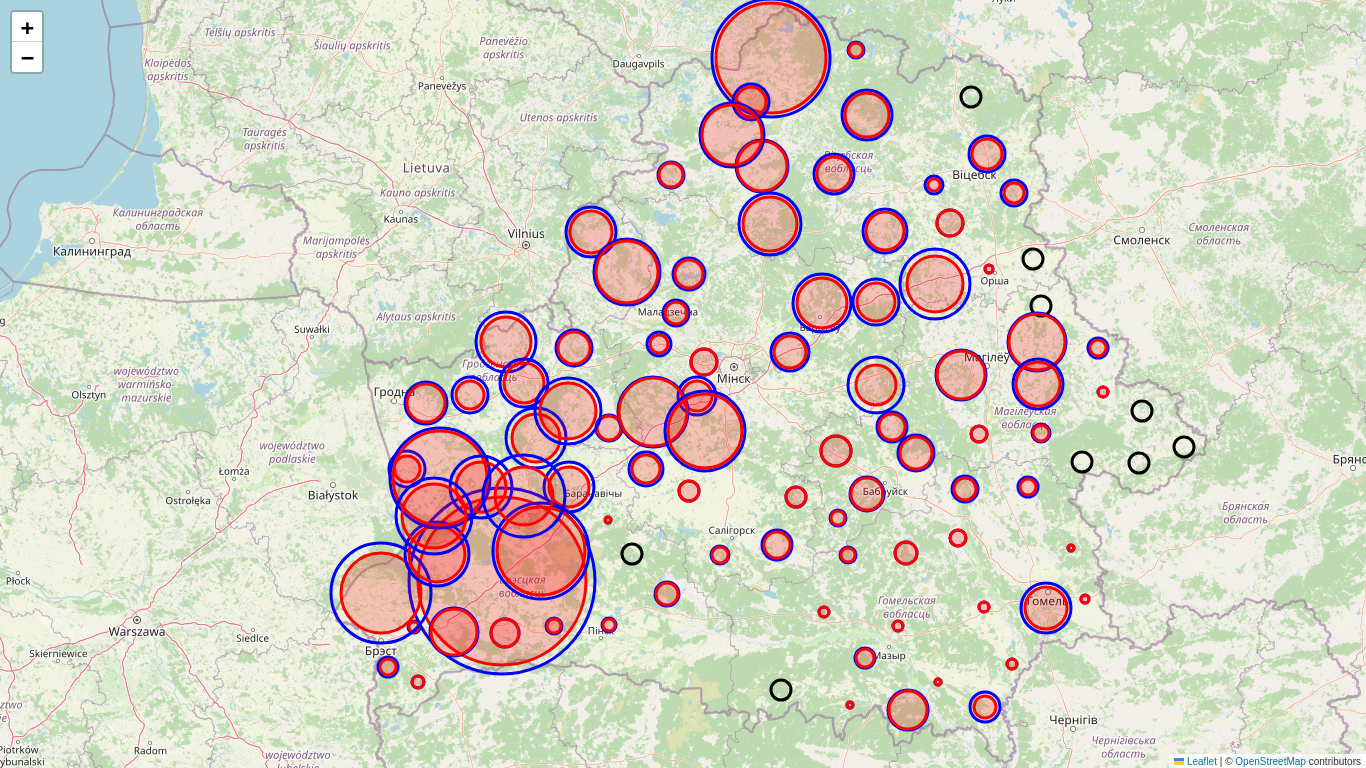 +
−
Луки
Telšių apskritis
Šiaulių apskritis
Panevėžio
apskritis
Daugavpils
Klaipėdos
apskritis
Panevėžys
Utenos apskritis
Tauragės
apskritis
Lietuva
Kauno apskritis
Віцебская
вобласць
Віцебск
Калининградская
область
Kaunas
Vilnius
Калининград
Marijampolės
apskritis
Смоленск
Смоленская
область
Орша
Alytaus apskritis
Маладзечна
Suwałki
Барысаў
Магілёў
Мінск
Гродзенская
вобласць
województwo
warmińsko-
mazurskie
Olsztyn
Гродна
Магілёўская
вобласць
województwo
podlaskie
Łomża
Бранск
Ostrołęka
Białystok
Баранавічы
Бабруйск
Брянская
область
Салігорск
Płock
Брэсцкая
вобласць
Гомель
Гомельская
вобласць
Warszawa
Siedlce
Пінск
Брэст
Skierniewice
Мазыр
Чернігів
Piotrków
Trybunalski
Radom
województwo
lubelskie
Чернігівська
область
Leaflet | © OpenStreetMap contributors